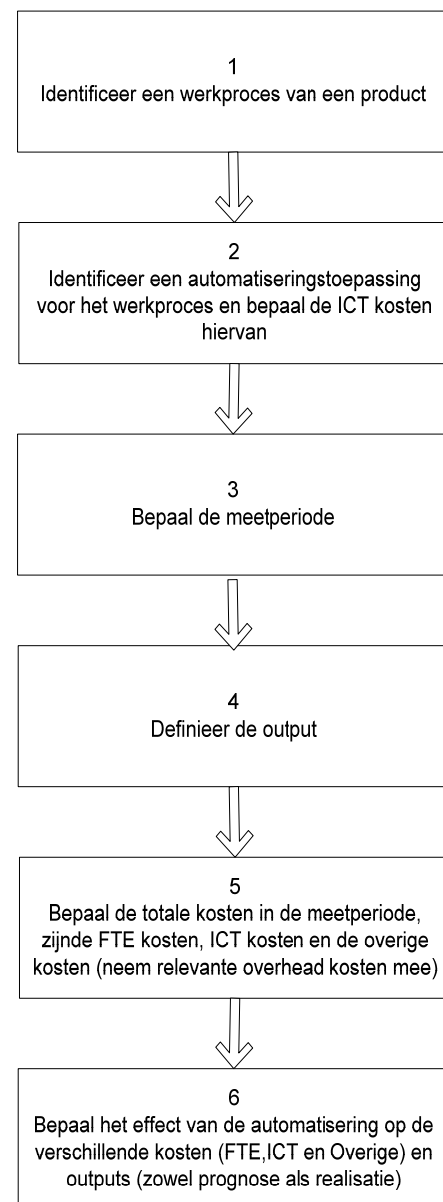 1
Identificeer een werkproces van een product
2
Identificeer een automatiseringstoepassing
voor het werkproces en bepaal de ICT kosten
hiervan
3
Bepaal de meetperiode
4
Definieer de output
5
Bepaal de totale kosten in de meetperiode,
zijnde FTE kosten, ICT kosten en de overige
kosten (neem relevante overhead kosten mee)
6
Bepaal het effect van de automatisering op de
verschillende kosten (FTE,ICT en Overige) en
outputs (zowel prognose als realisatie)